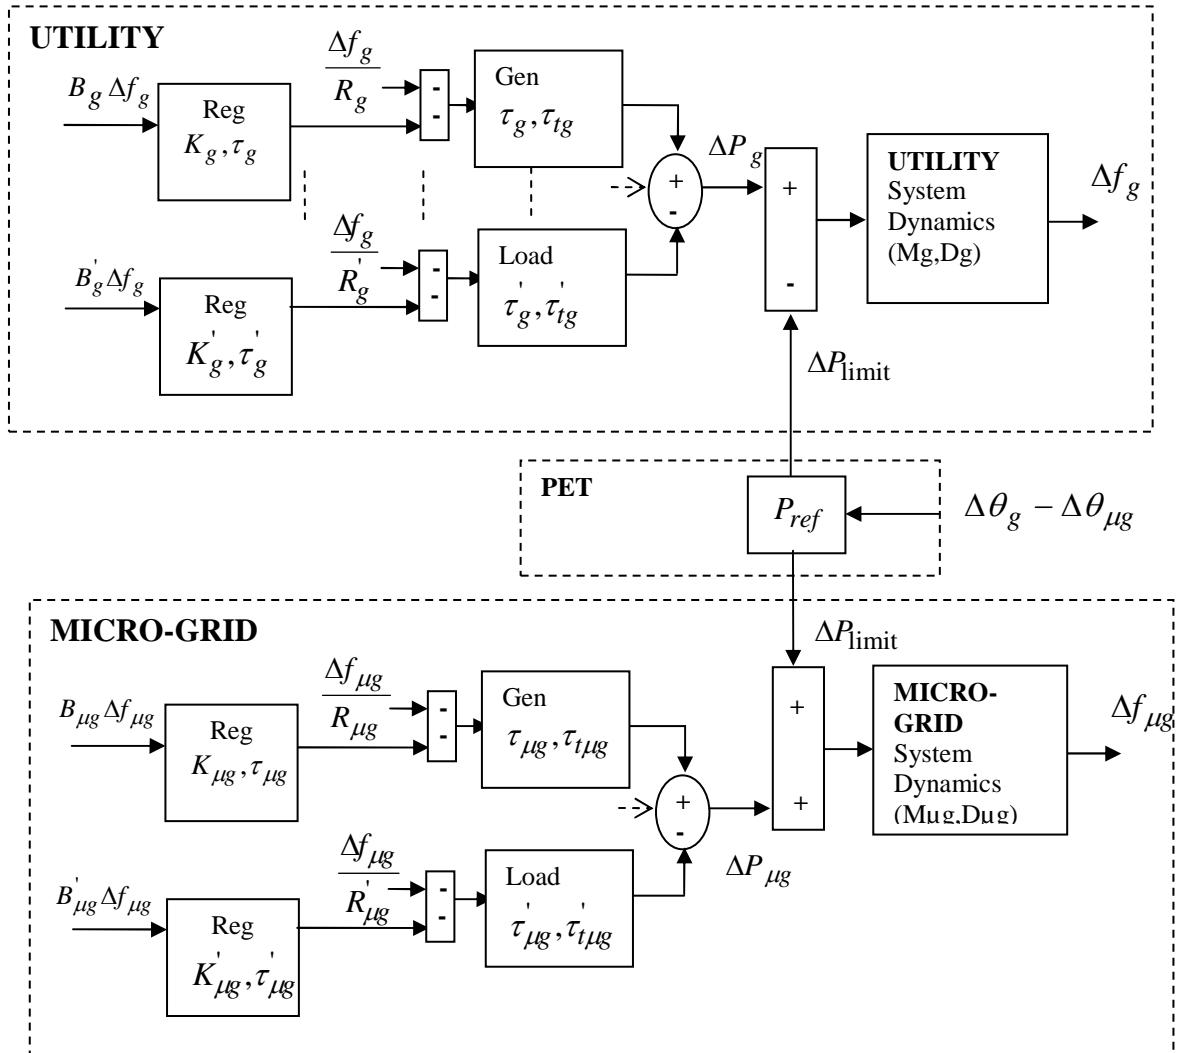 UTILITY
B_g Δf_g
Reg
K_g, τ_g
Δf_g
R_g
-
-
Gen
τ_g, τ_tg
+
-
ΔP_g
+
-
UTILITY
System
Dynamics
(Mg,Dg)
Δf_g
B'_g Δf_g
Reg
K'_g, τ'_g
Δf_g
R'_g
-
-
Load
τ'_g, τ'_tg
ΔP_limit
PET
P_ref
Δθ_g − Δθ_μg
MICRO-GRID
ΔP_limit
B_μg Δf_μg
Reg
K_μg, τ_μg
Δf_μg
R_μg
-
-
Gen
τ_μg, τ_tμg
+
-
ΔP_μg
+
+
MICRO-
GRID
System
Dynamics
(Mμg,Dμg)
Δf_μg
B'_μg Δf_μg
Reg
K'_μg, τ'_μg
Δf_μg
R'_μg
-
-
Load
τ'_μg, τ'_tμg